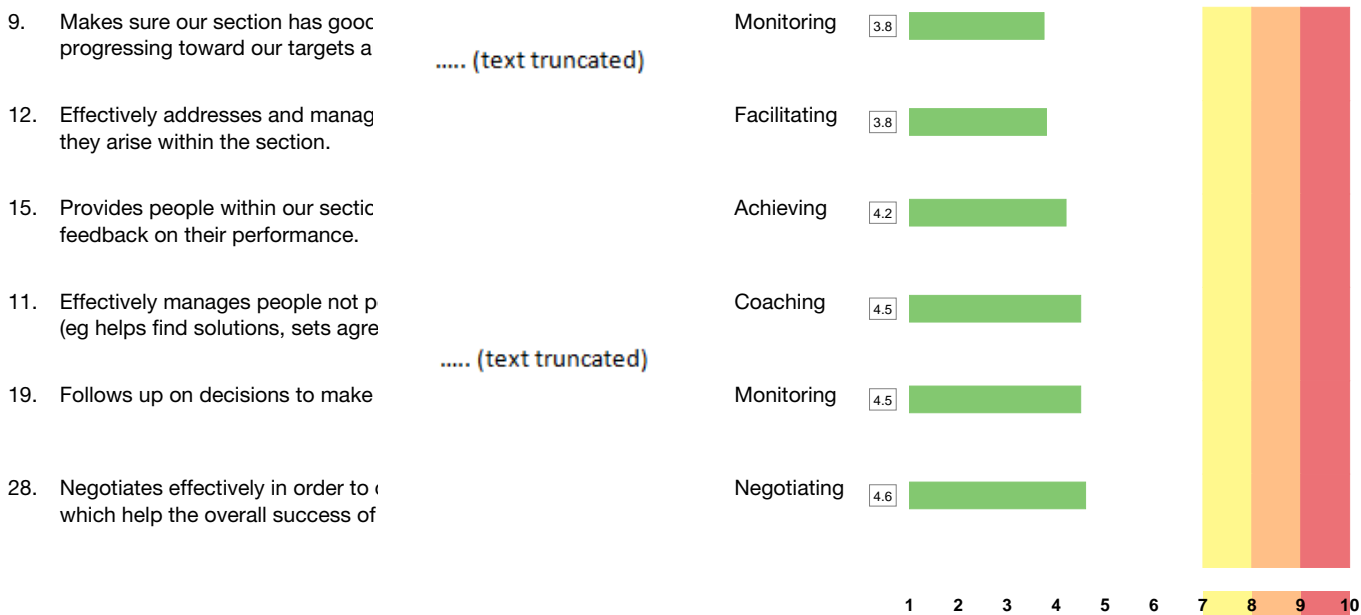 9. Makes sure our section has good Monitoring 3.8
progressing toward our targets a
..... (text truncated)
12. Effectively addresses and manag Facilitating 3.8
they arise within the section.
15. Provides people within our sectio Achieving 4.2
feedback on their performance.
11. Effectively manages people not p Coaching 4.5
(eg helps find solutions, sets agre
..... (text truncated)
19. Follows up on decisions to make Monitoring 4.5
28. Negotiates effectively in order to Negotiating 4.6
which help the overall success of
1 2 3 4 5 6 7 8 9 10